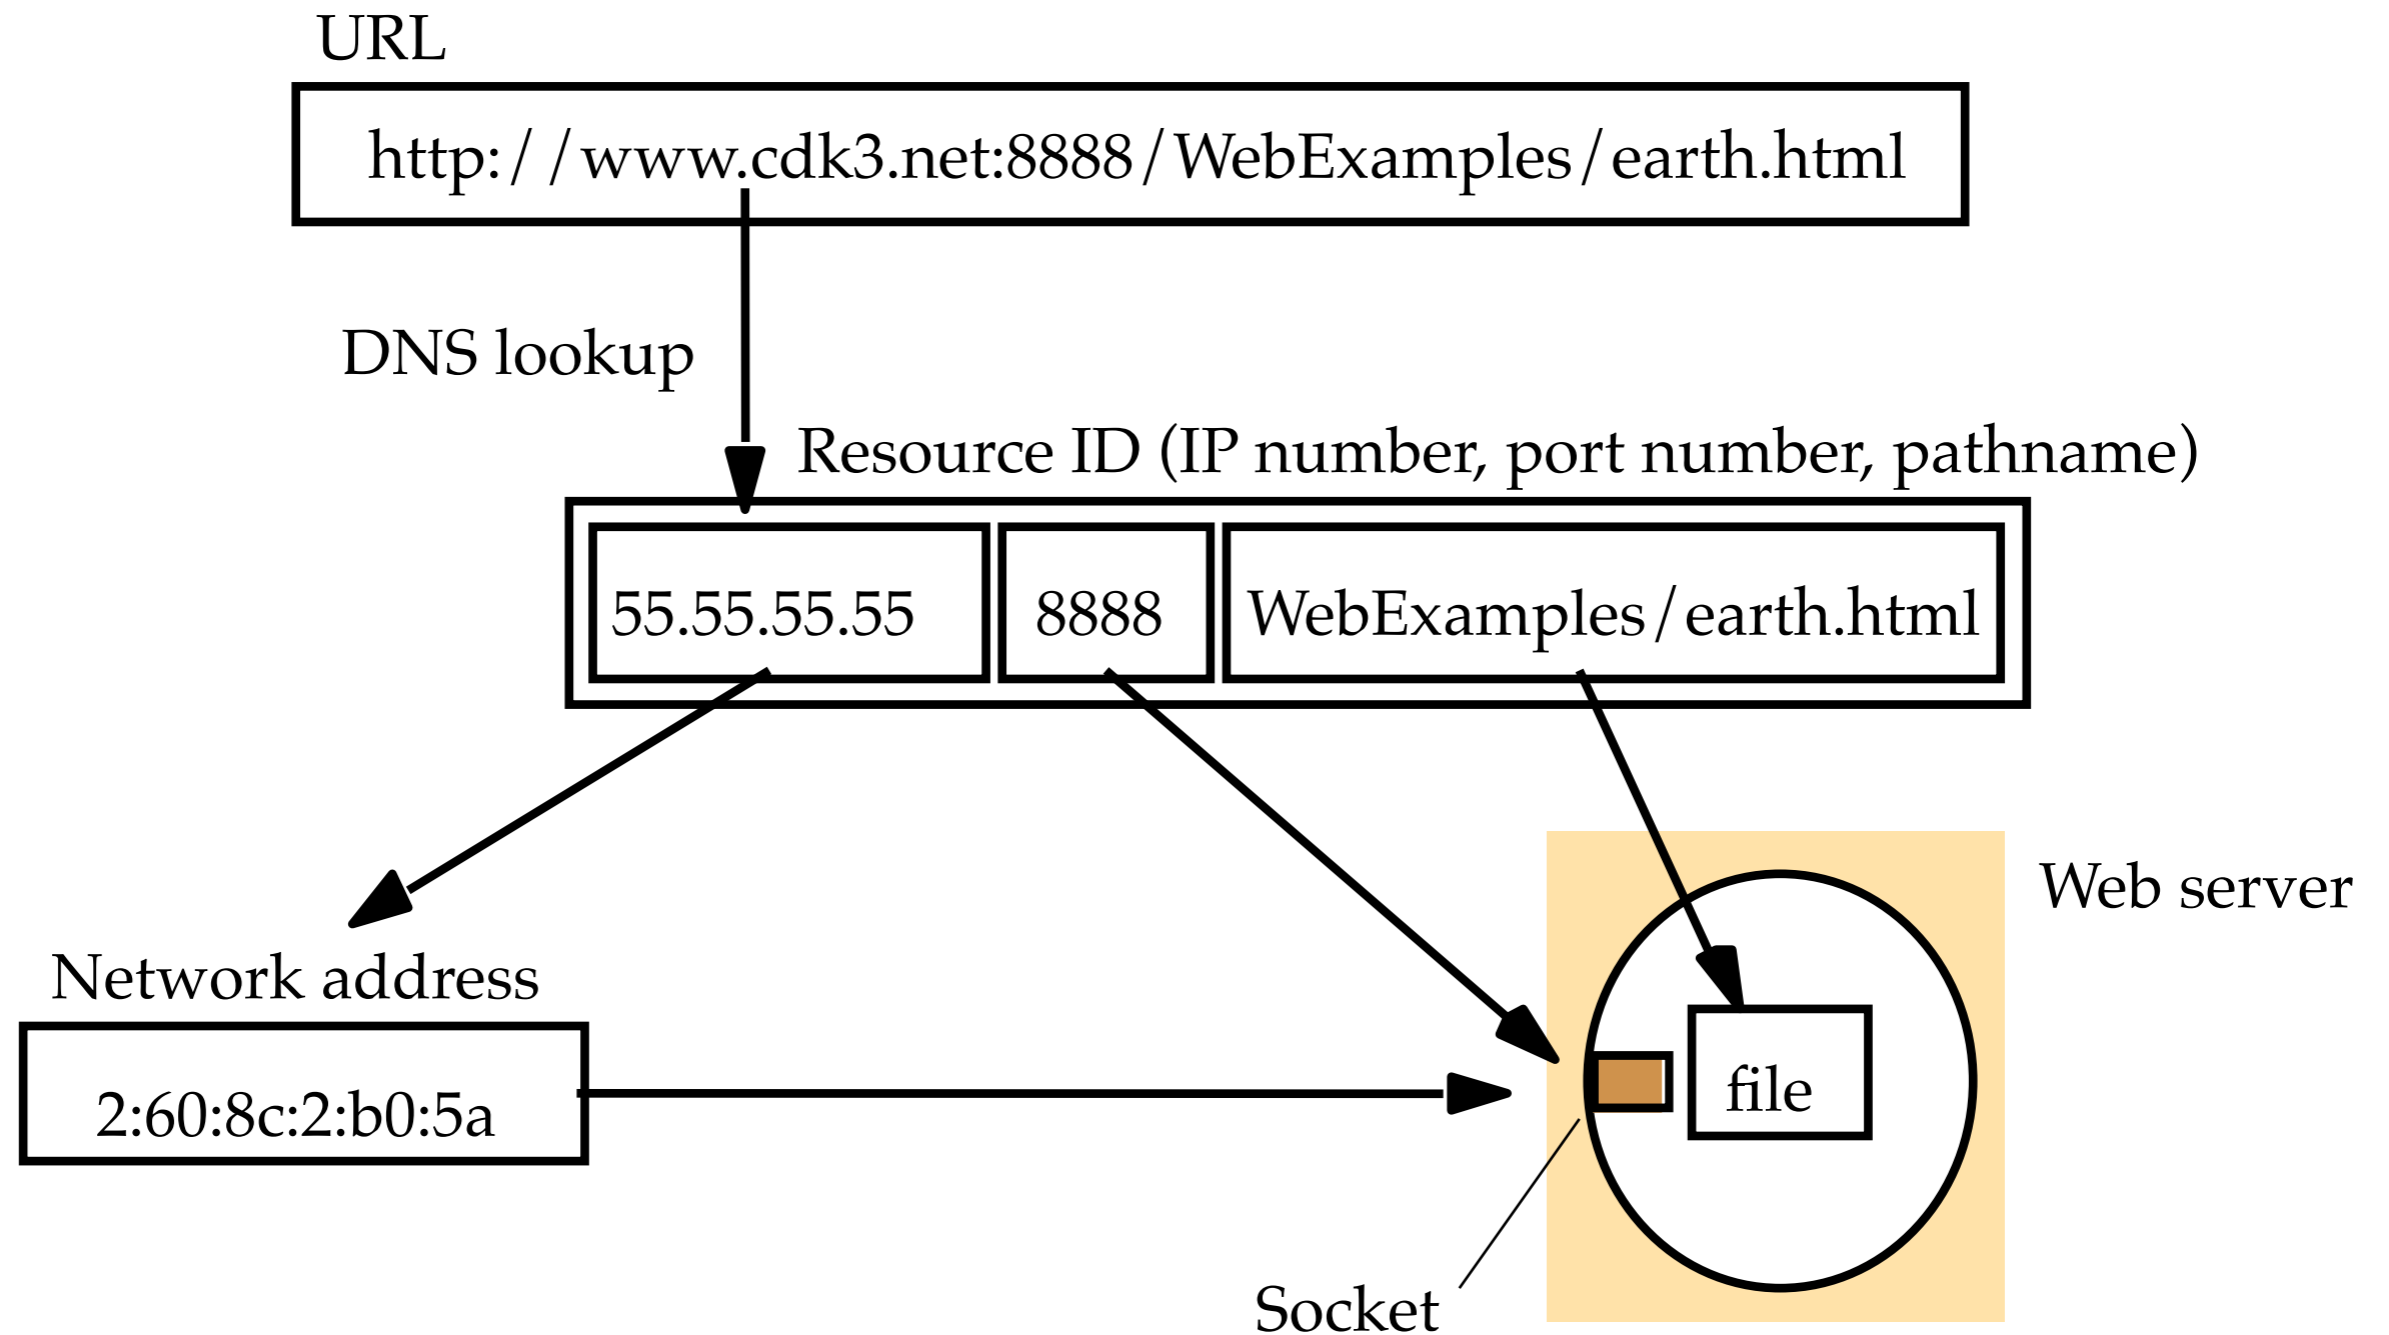 URL
http://www.cdk3.net:8888/WebExamples/earth.html
DNS lookup
Resource ID (IP number, port number, pathname)
55.55.55.55
8888
WebExamples/earth.html
Web server
Network address
2:60:8c:2:b0:5a
file
Socket